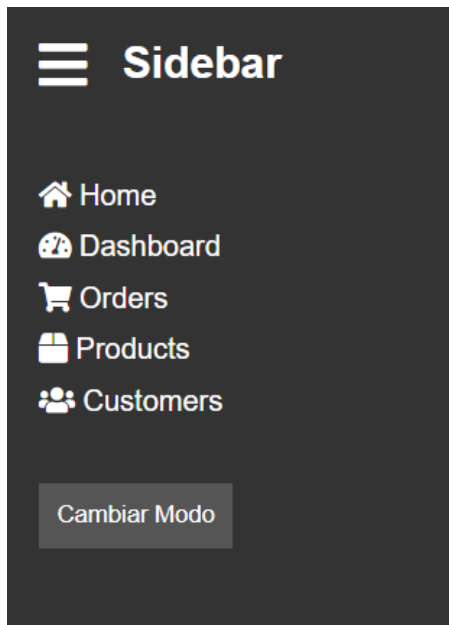 Sidebar
Home
Dashboard
Orders
Products
Customers
Cambiar Modo